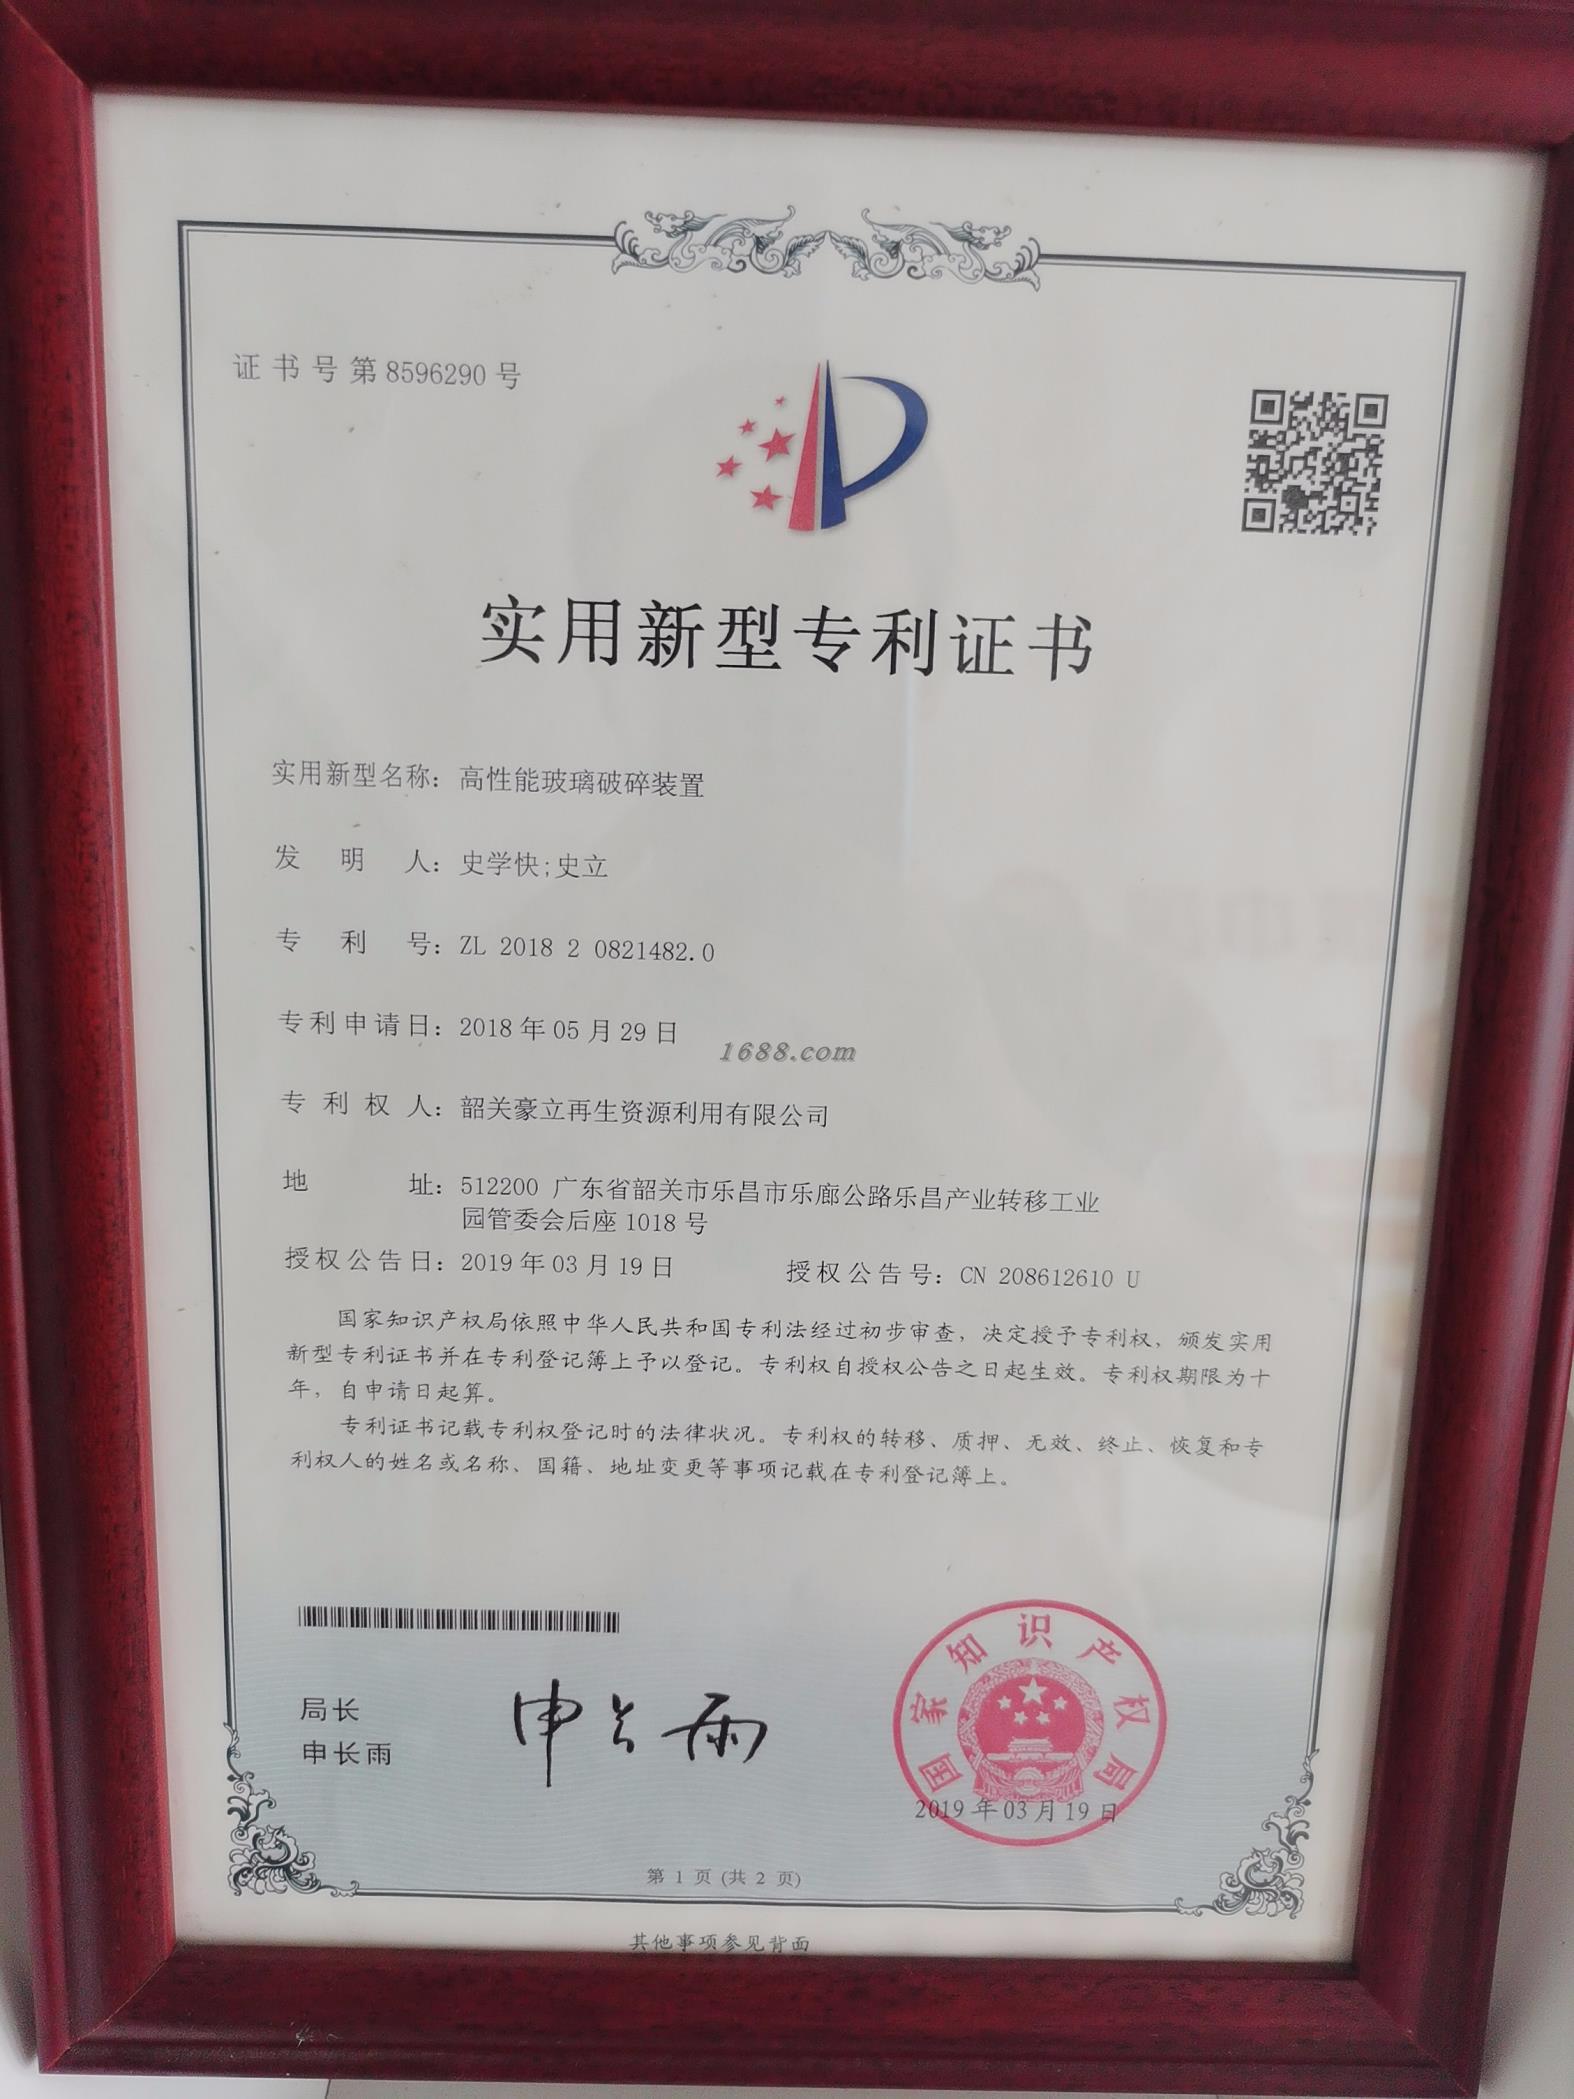 证书号第8596290号
实用新型专利证书
实用新型名称：高性能玻璃破碎装置
发明人：史学快;史立
专利号：ZL 2018 2 0821482.0
专利申请日：2018年05月29日
1688.com
专利权人：韶关豪立再生资源利用有限公司
地址：512200 广东省韶关市乐昌市乐廊公路乐昌产业转移工业
园管委会后座1018号
授权公告日：2019年03月19日 授权公告号：CN 208612610 U
国家知识产权局依照中华人民共和国专利法经过初步审查，决定授予专利权，颁发实用
新型专利证书并在专利登记簿上予以登记。专利权自授权公告之日起生效。专利权期限为十
年，自申请日起算。
专利证书记载专利权登记时的法律状况。专利权的转移、质押、无效、终止、恢复和专
利权人的姓名或名称、国籍、地址变更等事项记载在专利登记簿上。
局长
申长雨
申长雨
国家知识产权局
2019年03月19日
第 1 页 (共 2 页)
其他事项参见背面